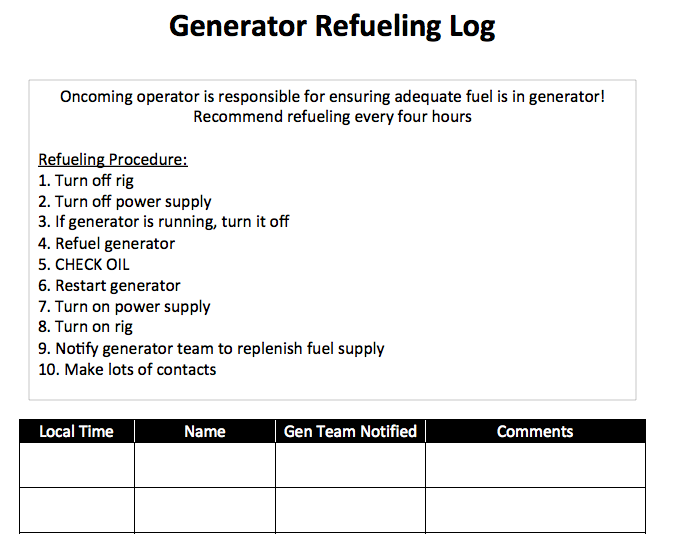 Generator Refueling Log
Oncoming operator is responsible for ensuring adequate fuel is in generator!
Recommend refueling every four hours
Refueling Procedure:
1. Turn off rig
2. Turn off power supply
3. If generator is running, turn it off
4. Refuel generator
5. CHECK OIL
6. Restart generator
7. Turn on power supply
8. Turn on rig
9. Notify generator team to replenish fuel supply
10. Make lots of contacts
Local Time Name Gen Team Notified Comments